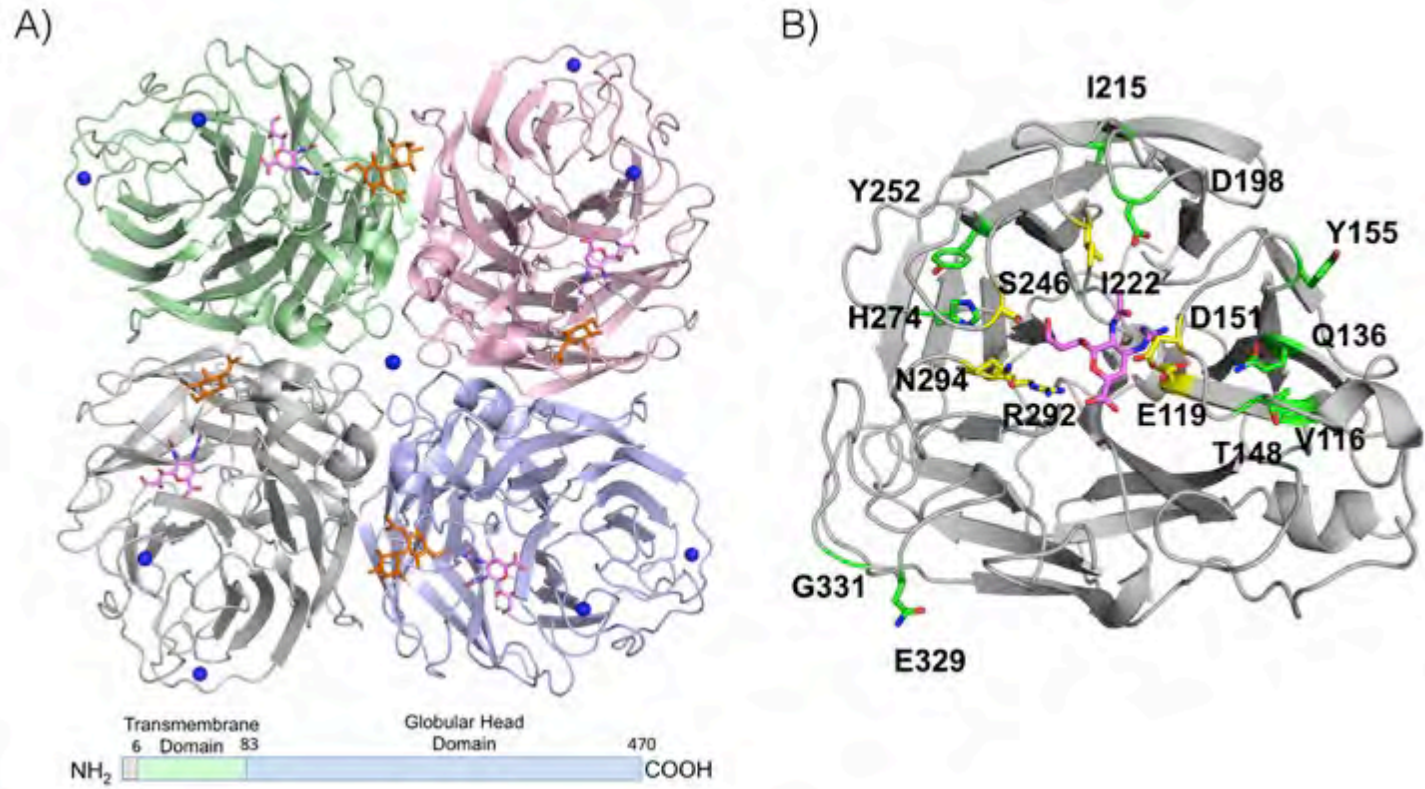 A)
B)
I215
D198
Y252
Y155
S246
I222
H274
D151
Q136
N294
R292
E119
V116
T148
G331
E329
Transmembrane
Domain
Globular Head
Domain
6
83
470
NH2
COOH